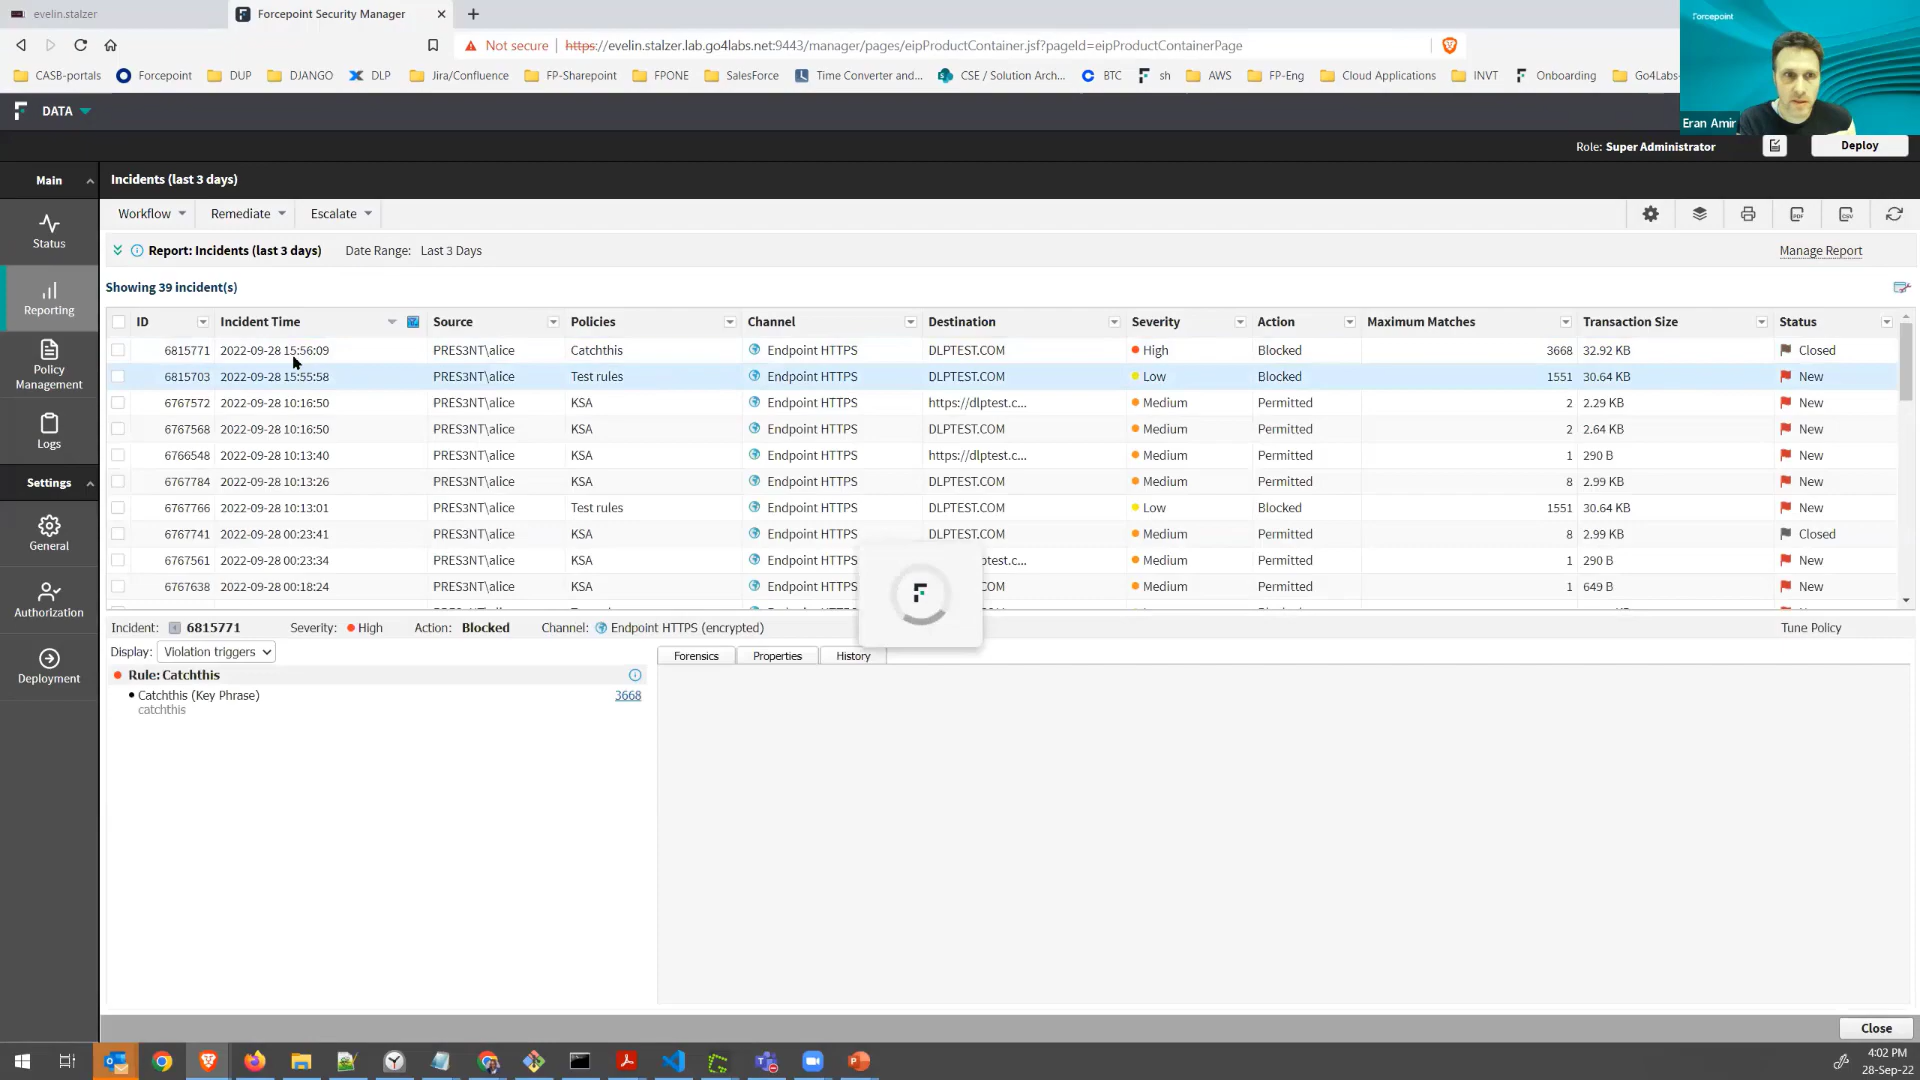 evelin.stalzer
Forcepoint Security Manager
Not secure
https://evelin.stalzer.lab.go4labs.net:9443/manager/pages/eipProductContainer.jsf?pageId=eipProductContainerPage
CASB-portals Forcepoint DUP DJANGO DLP Jira/Confluence FP-Sharepoint FPONE SalesForce Time Converter and... CSE / Solution Arch... BTC sh AWS FP-Eng Cloud Applications INVT Onboarding Go4Labs-
Forcepoint
Eran Amir
DATA
Role: Super Administrator
Deploy
Main
Status
Reporting
Policy
Management
Logs
Settings
General
Authorization
Deployment
Incidents (last 3 days)
Workflow Remediate Escalate
PDF CSV
Report: Incidents (last 3 days) Date Range: Last 3 Days Manage Report
Showing 39 incident(s)
ID Incident Time Source Policies Channel Destination Severity Action Maximum Matches Transaction Size Status
6815771 2022-09-28 15:56:09 PRES3NT\alice Catchthis Endpoint HTTPS DLPTEST.COM High Blocked 3668 32.92 KB Closed
6815703 2022-09-28 15:55:58 PRES3NT\alice Test rules Endpoint HTTPS DLPTEST.COM Low Blocked 1551 30.64 KB New
6767572 2022-09-28 10:16:50 PRES3NT\alice KSA Endpoint HTTPS https://dlptest.c... Medium Permitted 2 2.29 KB New
6767568 2022-09-28 10:16:50 PRES3NT\alice KSA Endpoint HTTPS DLPTEST.COM Medium Permitted 2 2.64 KB New
6766548 2022-09-28 10:13:40 PRES3NT\alice KSA Endpoint HTTPS https://dlptest.c... Medium Permitted 1 290 B New
6767784 2022-09-28 10:13:26 PRES3NT\alice KSA Endpoint HTTPS DLPTEST.COM Medium Permitted 8 2.99 KB New
6767766 2022-09-28 10:13:01 PRES3NT\alice Test rules Endpoint HTTPS DLPTEST.COM Low Blocked 1551 30.64 KB New
6767741 2022-09-28 00:23:41 PRES3NT\alice KSA Endpoint HTTPS DLPTEST.COM Medium Permitted 8 2.99 KB Closed
6767561 2022-09-28 00:23:34 PRES3NT\alice KSA Endpoint HTTPS ptest.c... Medium Permitted 1 290 B New
6767638 2022-09-28 00:18:24 PRES3NT\alice KSA Endpoint HTTPS COM Medium Permitted 1 649 B New
Incident: 6815771 Severity: High Action: Blocked Channel: Endpoint HTTPS (encrypted) Tune Policy
Display: Violation triggers
Forensics Properties History
Rule: Catchthis
Catchthis (Key Phrase) 3668
catchthis
Close
4:02 PM
28-Sep-22